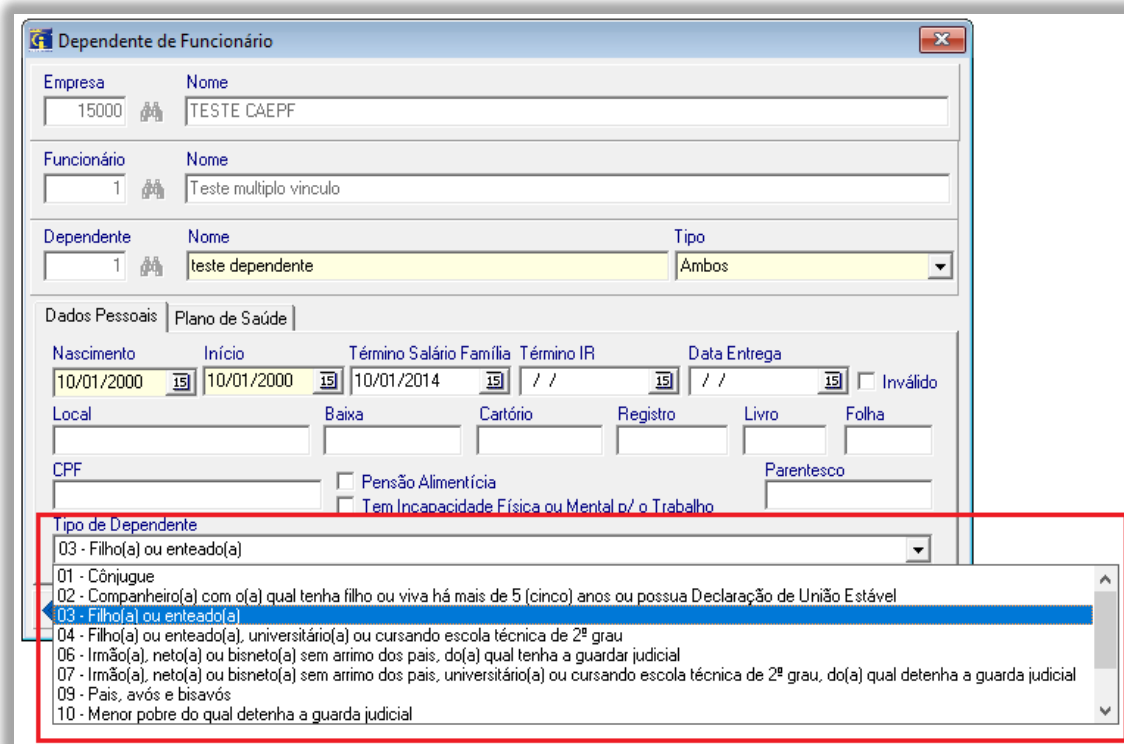 Dependente de Funcionário
Empresa Nome
15000 TESTE CAEPF
Funcionário Nome
1 Teste multiplo vinculo
Dependente Nome Tipo
1 teste dependente Ambos
Dados Pessoais Plano de Saúde
Nascimento Início Término Salário Família Término IR Data Entrega
10/01/2000 15 10/01/2000 15 10/01/2014 15 / / 15 / / 15 Inválido
Local Baixa Cartório Registro Livro Folha
CPF Pensão Alimentícia Parentesco
Tem Incapacidade Física ou Mental p/ o Trabalho
Tipo de Dependente
03 - Filho(a) ou enteado(a)
01 - Cônjugue
02 - Companheiro(a) com o(a) qual tenha filho ou viva há mais de 5 (cinco) anos ou possua Declaração de União Estável
03 - Filho(a) ou enteado(a)
04 - Filho(a) ou enteado(a), universitário(a) ou cursando escola técnica de 2º grau
06 - Irmão(a), neto(a) ou bisneto(a) sem arrimo dos pais, do(a) qual tenha a guardar judicial
07 - Irmão(a), neto(a) ou bisneto(a) sem arrimo dos pais, universitário(a) ou cursando escola técnica de 2º grau, do(a) qual detenha a guarda judicial
09 - Pais, avós e bisavós
10 - Menor pobre do qual detenha a guarda judicial